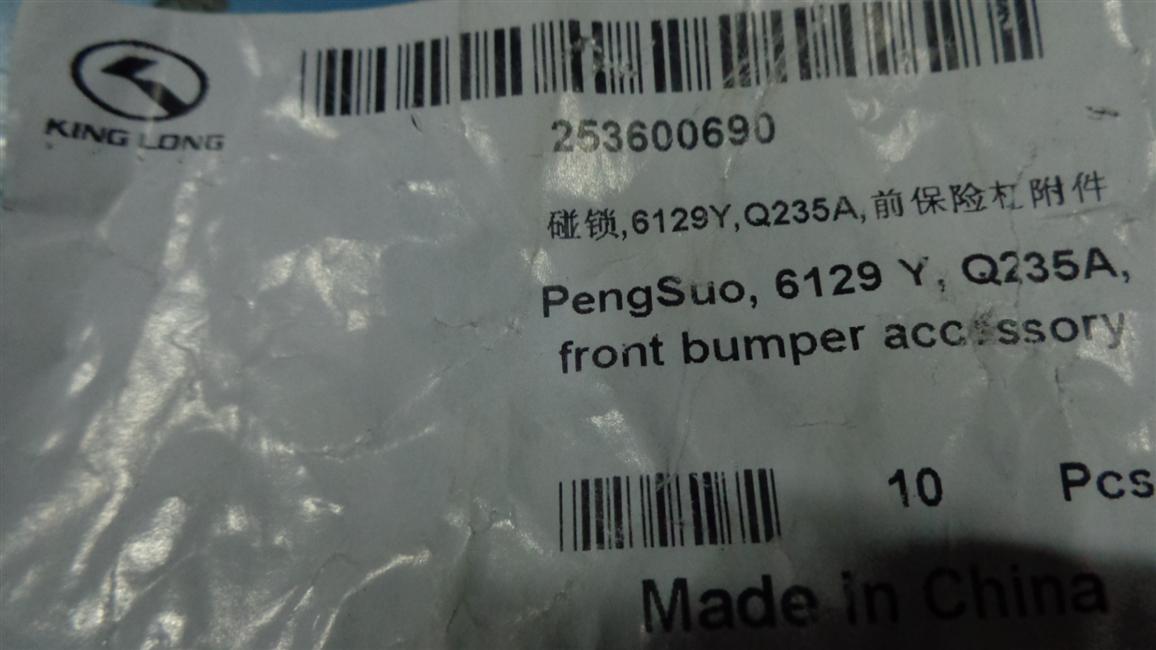 KING LONG
253600690
碰锁,6129Y,Q235A,前保险杠附件
PengSuo, 6129 Y, Q235A,
front bumper accessory
10 Pcs
Made in China